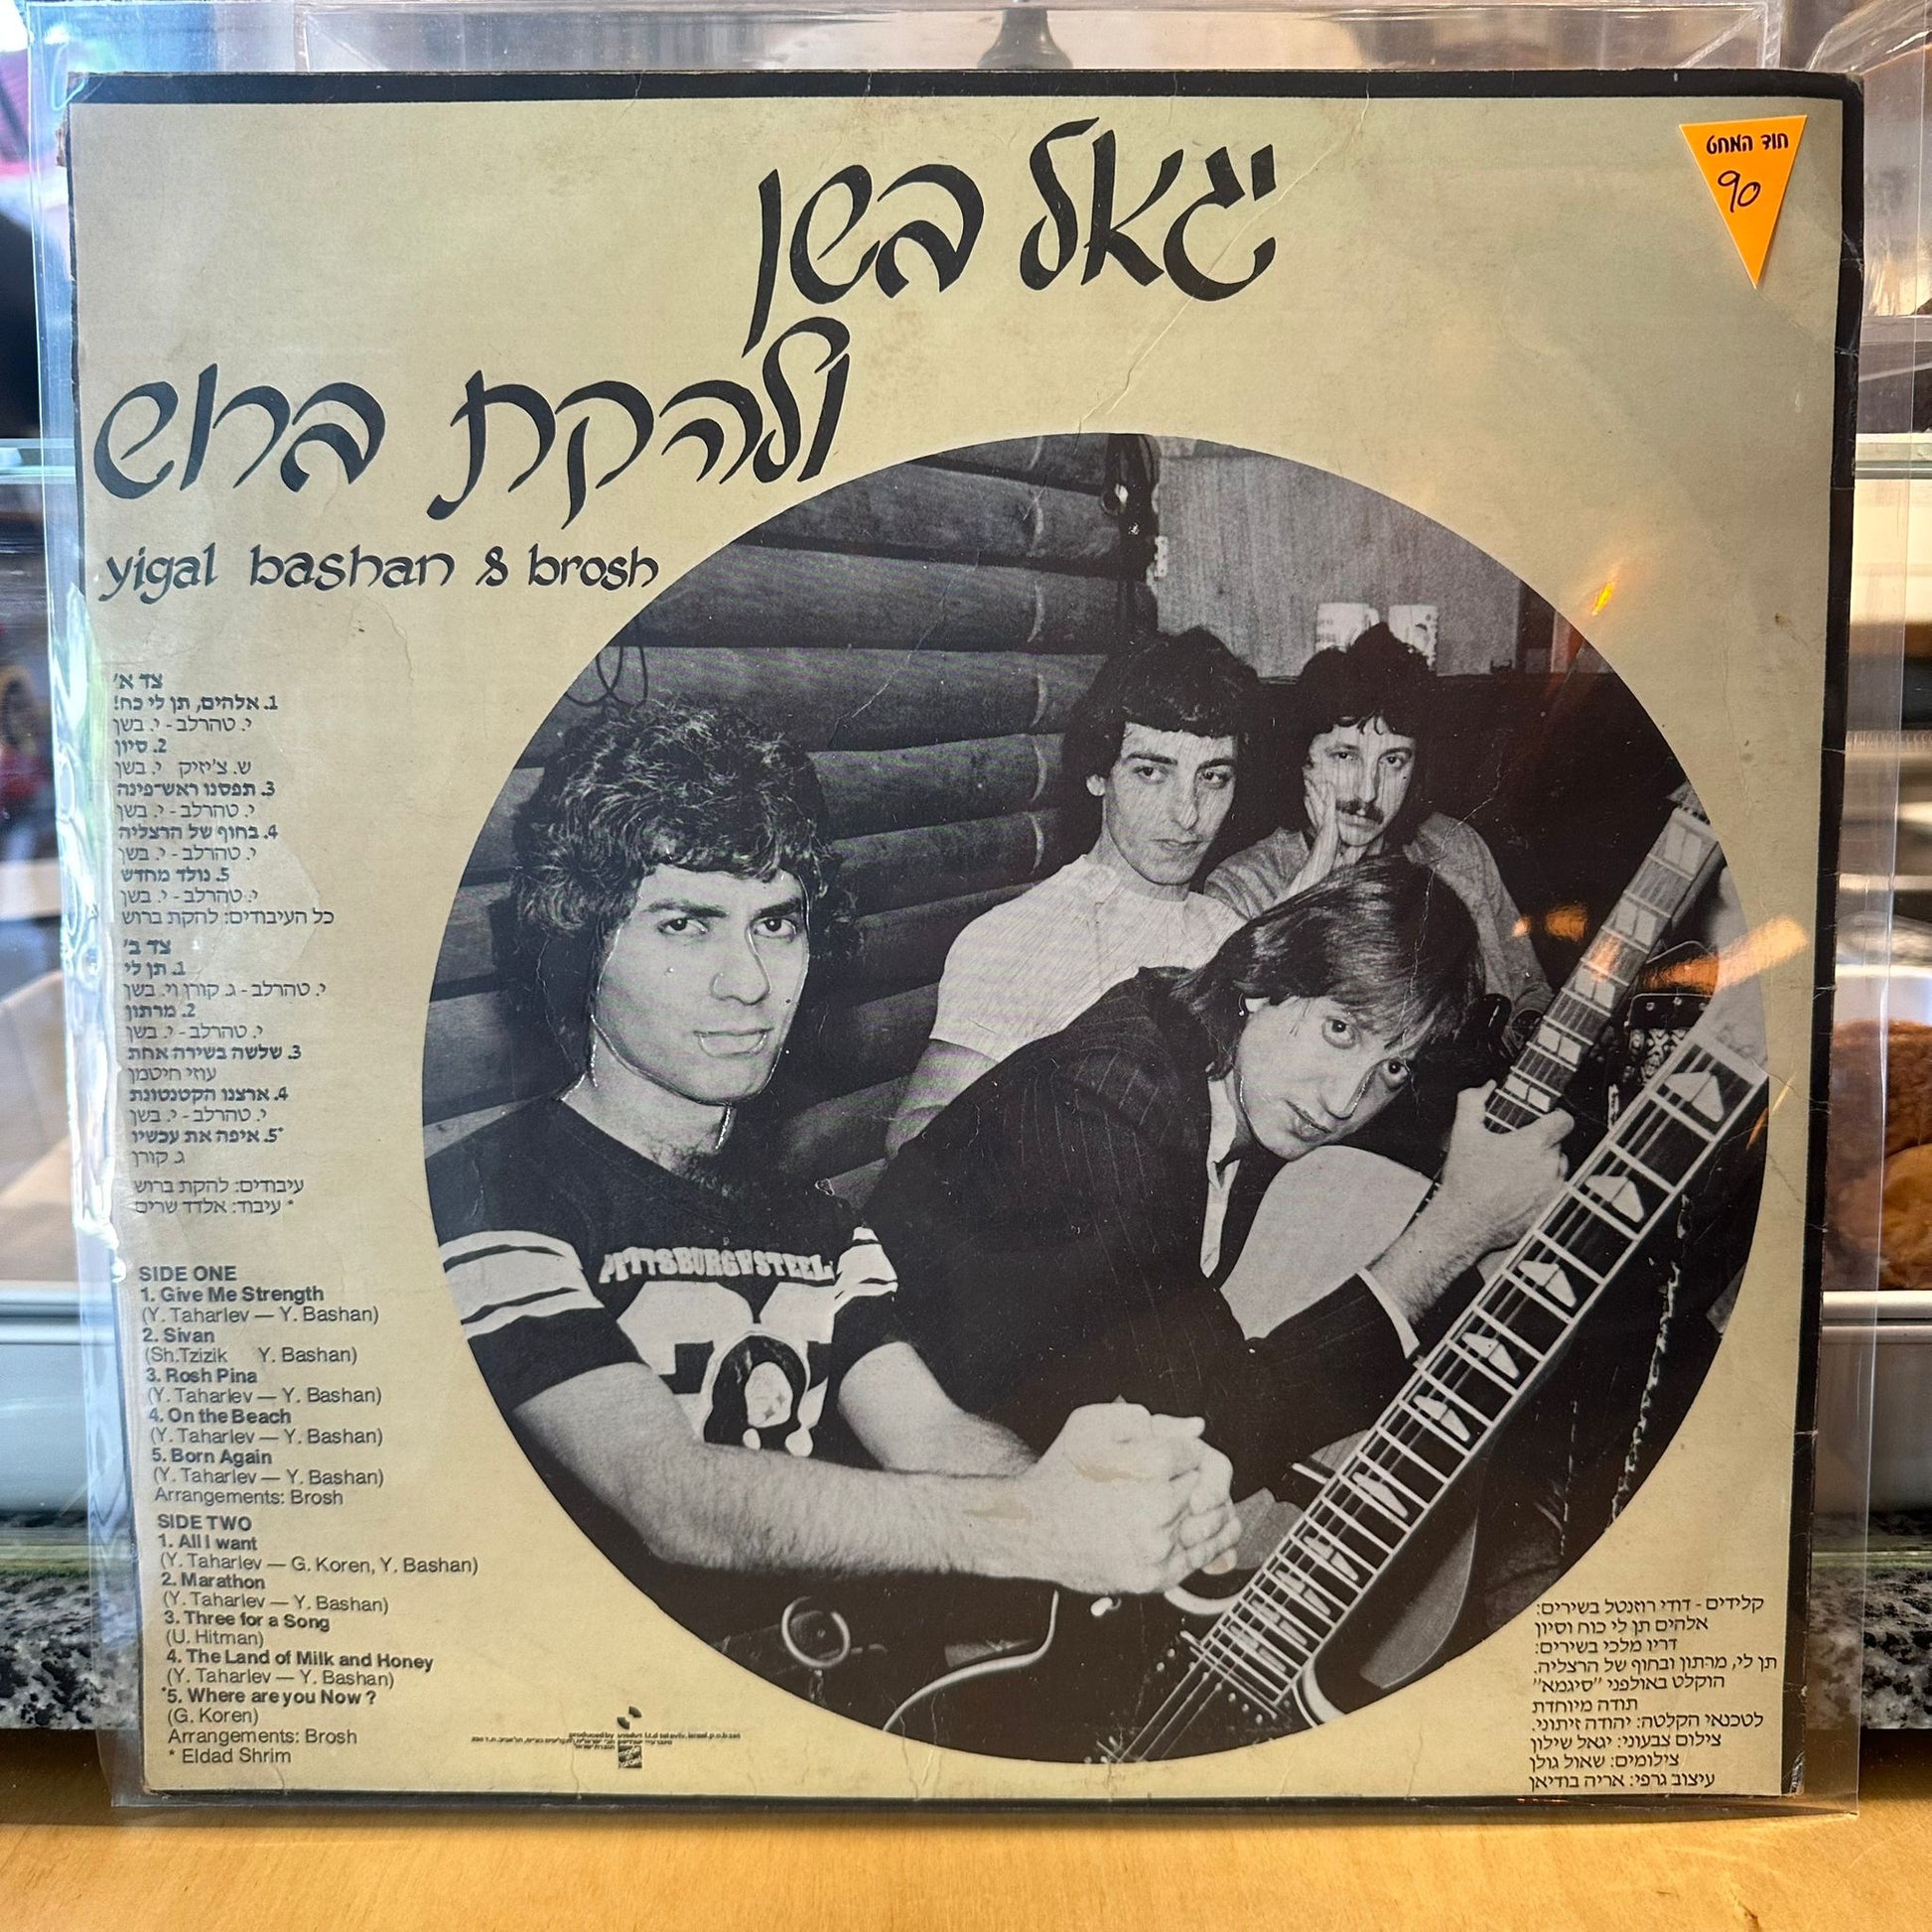 יגאל בשן
ולהקת ברוש
yigal bashan & brosh
חוד המחט
90
צד א'
1. אלהים, תן לי כח!
י. טהרלב - י. בשן
2. סיון
ש. צ'יזיק י. בשן
3. תפסנו ראש־פינה
י. טהרלב - י. בשן
4. בחוף של הרצליה
י. טהרלב - י. בשן
5. נולד מחדש
י. טהרלב - י. בשן
כל העיבודים: להקת ברוש
צד ב'
1. תן לי
י. טהרלב - ג. קורן וי. בשן
2. מרתון
י. טהרלב - י. בשן
3. שלשה בשירה אחת
עוזי חיטמן
4. ארצנו הקטנטונת
י. טהרלב - י. בשן
*5. איפה את עכשיו
ג. קורן
עיבודים: להקת ברוש
* עיבוד: אלדד שרים
SIDE ONE
1. Give Me Strength
(Y. Taharlev — Y. Bashan)
2. Sivan
(Sh.Tzizik Y. Bashan)
3. Rosh Pina
(Y. Taharlev — Y. Bashan)
4. On the Beach
(Y. Taharlev — Y. Bashan)
5. Born Again
(Y. Taharlev — Y. Bashan)
Arrangements: Brosh
SIDE TWO
1. All I want
(Y. Taharlev — G. Koren, Y. Bashan)
2. Marathon
(Y. Taharlev — Y. Bashan)
3. Three for a Song
(U. Hitman)
4. The Land of Milk and Honey
(Y. Taharlev — Y. Bashan)
*5. Where are you Now ?
(G. Koren)
Arrangements: Brosh
* Eldad Shrim
PITTSBURGH STEEL
produced by
קלידים - דודי רוזנטל בשירים:
אלהים תן לי כוח וסיון
דריו מלכי בשירים:
תן לי, מרתון ובחוף של הרצליה.
הוקלט באולפני "סיגמא"
תודה מיוחדת
לטכנאי הקלטה: יהודה זיתוני.
צילום צבעוני: יגאל שילון
צילומים: שאול גולן
עיצוב גרפי: אריה בודיאן